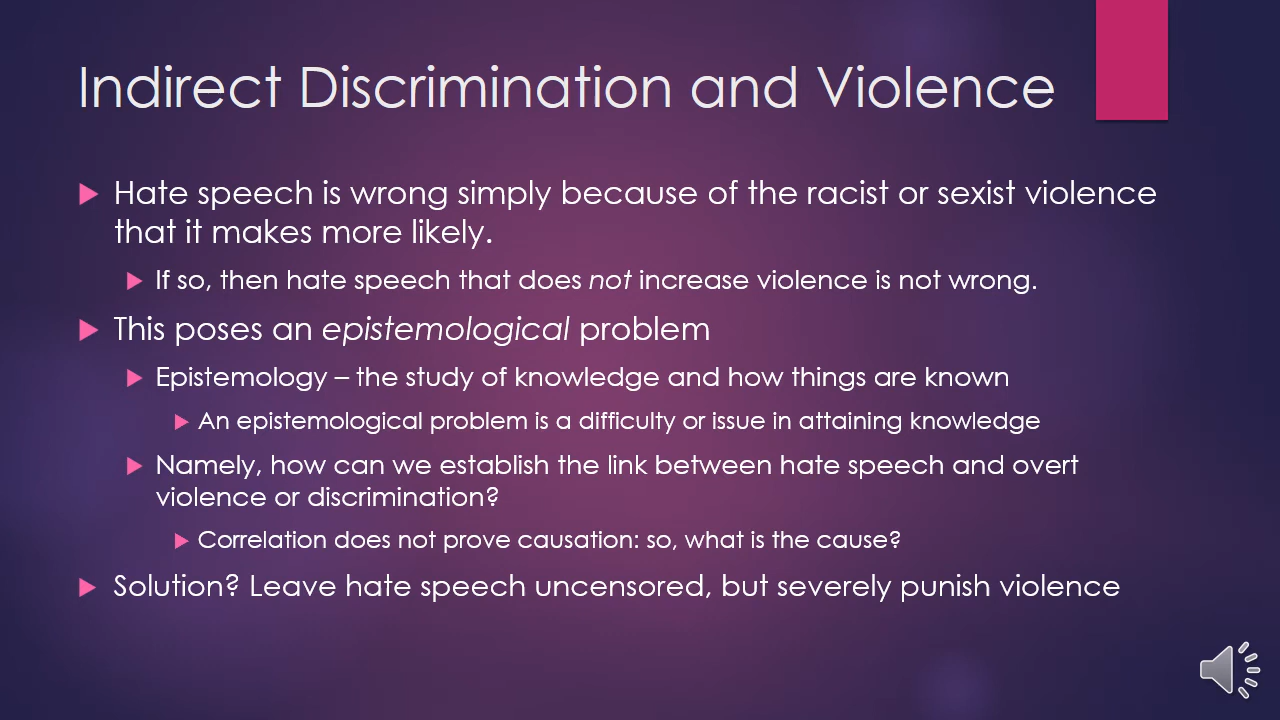 Indirect Discrimination and Violence
Hate speech is wrong simply because of the racist or sexist violence
that it makes more likely.
If so, then hate speech that does not increase violence is not wrong.
This poses an epistemological problem
Epistemology – the study of knowledge and how things are known
An epistemological problem is a difficulty or issue in attaining knowledge
Namely, how can we establish the link between hate speech and overt
violence or discrimination?
Correlation does not prove causation: so, what is the cause?
Solution? Leave hate speech uncensored, but severely punish violence